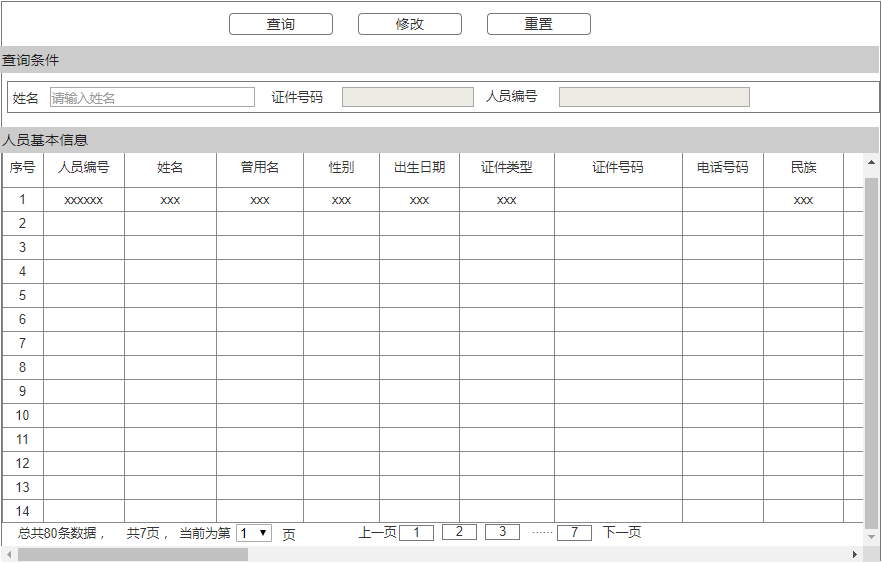 查询 修改 重置
查询条件
姓名 请输入姓名 证件号码 人员编号
人员基本信息
序号 人员编号 姓名 曾用名 性别 出生日期 证件类型 证件号码 电话号码 民族
1 xxxxxx xxx xxx xxx xxx xxx xxx
2
3
4
5
6
7
8
9
10
11
12
13
14
总共80条数据， 共7页， 当前为第 1 页 上一页 1 2 3 ...... 7 下一页